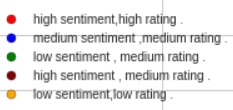 high sentiment,high rating .
medium sentiment ,medium rating .
low sentiment , medium rating .
high sentiment , medium rating .
low sentiment,low rating .